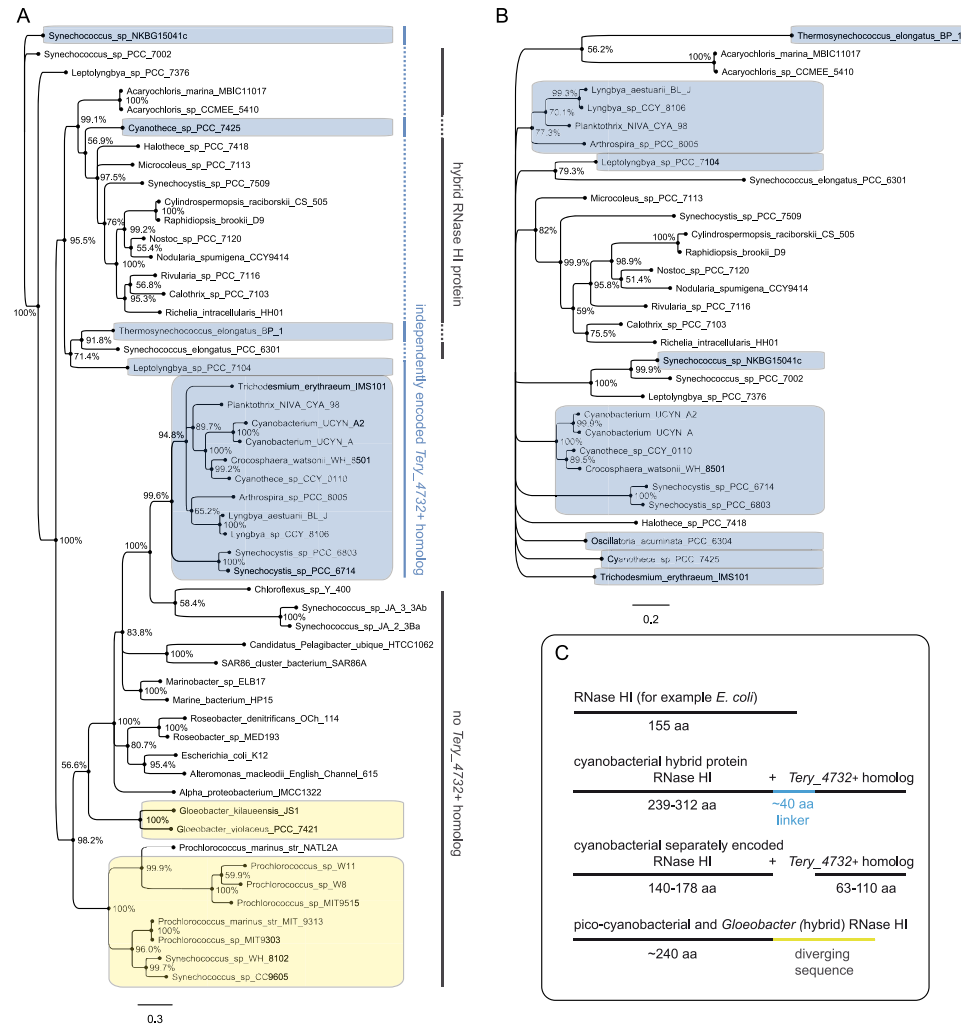 A
Synechococcus_sp_NKBG15041c
Synechococcus_sp_PCC_7002
Leptolyngbya_sp_PCC_7376
Acaryochloris_marina_MBIC11017
100%
Acaryochloris_sp_CCMEE_5410
99.1%
Cyanothece_sp_PCC_7425
56.9%
Halothece_sp_PCC_7418
Microcoleus_sp_PCC_7113
97.5%
Synechocystis_sp_PCC_7509
Cylindrospermopsis_raciborskii_CS_505
100%
76%
Raphidiopsis_brookii_D9
99.2%
Nostoc_sp_PCC_7120
95.5%
55.4%
Nodularia_spumigena_CCY9414
100%
Rivularia_sp_PCC_7116
56.8%
Calothrix_sp_PCC_7103
95.3%
100%
Richelia_intracellularis_HH01
Thermosynechococcus_elongatus_BP_1
91.8%
Synechococcus_elongatus_PCC_6301
71.4%
Leptolyngbya_sp_PCC_7104
Trichodesmium_erythraeum_IMS101
Planktothrix_NIVA_CYA_98
Cyanobacterium_UCYN_A2
89.7%
94.8%
100%
Cyanobacterium_UCYN_A
100%
Crocosphaera_watsonii_WH_8501
99.2%
Cyanothece_sp_CCY_0110
99.6%
Arthrospira_sp_PCC_8005
65.2%
Lyngbya_aestuarii_BL_J
100%
Lyngbya_sp_CCY_8106
100%
Synechocystis_sp_PCC_6803
100%
Synechocystis_sp_PCC_6714
Chloroflexus_sp_Y_400
58.4%
Synechococcus_sp_JA_3_3Ab
100%
Synechococcus_sp_JA_2_3Ba
83.8%
Candidatus_Pelagibacter_ubique_HTCC1062
100%
SAR86_cluster_bacterium_SAR86A
Marinobacter_sp_ELB17
100%
Marine_bacterium_HP15
Roseobacter_denitrificans_OCh_114
100%
100%
Roseobacter_sp_MED193
80.7%
Escherichia_coli_K12
56.6%
95.4%
Alteromonas_macleodii_English_Channel_615
Alpha_proteobacterium_IMCC1322
Gloeobacter_kilaueensis_JS1
100%
Gloeobacter_violaceus_PCC_7421
98.2%
Prochlorococcus_marinus_str_NATL2A
99.9%
Prochlorococcus_sp_W11
59.9%
Prochlorococcus_sp_W8
100%
Prochlorococcus_sp_MIT9515
100%
Prochlorococcus_marinus_str_MIT_9313
100%
Prochlorococcus_sp_MIT9303
96.0%
Synechococcus_sp_WH_8102
99.7%
Synechococcus_sp_CC9605
0.3
hybrid RNase HI protein
independently encoded Tery_4732+ homolog
no Tery_4732+ homolog
B
Thermosynechococcus_elongatus_BP_1
56.2%
Acaryochloris_marina_MBIC11017
100%
Acaryochloris_sp_CCMEE_5410
Lyngbya_aestuarii_BL_J
99.3%
Lyngbya_sp_CCY_8106
70.1%
Planktothrix_NIVA_CYA_98
77.3%
Arthrospira_sp_PCC_8005
Leptolyngbya_sp_PCC_7104
79.3%
Synechococcus_elongatus_PCC_6301
Microcoleus_sp_PCC_7113
Synechocystis_sp_PCC_7509
82%
Cylindrospermopsis_raciborskii_CS_505
100%
Raphidiopsis_brookii_D9
99.9%
98.9%
Nostoc_sp_PCC_7120
95.8%
51.4%
Nodularia_spumigena_CCY9414
Rivularia_sp_PCC_7116
59%
Calothrix_sp_PCC_7103
75.5%
Richelia_intracellularis_HH01
Synechococcus_sp_NKBG15041c
99.9%
Synechococcus_sp_PCC_7002
100%
Leptolyngbya_sp_PCC_7376
Cyanobacterium_UCYN_A2
99.9%
Cyanobacterium_UCYN_A
100%
Cyanothece_sp_CCY_0110
89.5%
Crocosphaera_watsonii_WH_8501
Synechocystis_sp_PCC_6714
100%
Synechocystis_sp_PCC_6803
Halothece_sp_PCC_7418
Oscillatoria_acuminata_PCC_6304
Cyanothece_sp_PCC_7425
Trichodesmium_erythraeum_IMS101
0.2
C
RNase HI (for example E. coli)
155 aa
cyanobacterial hybrid protein
RNase HI + Tery_4732+ homolog
239-312 aa ~40 aa
linker
cyanobacterial separately encoded
RNase HI + Tery_4732+ homolog
140-178 aa 63-110 aa
pico-cyanobacterial and Gloeobacter (hybrid) RNase HI
~240 aa diverging
sequence